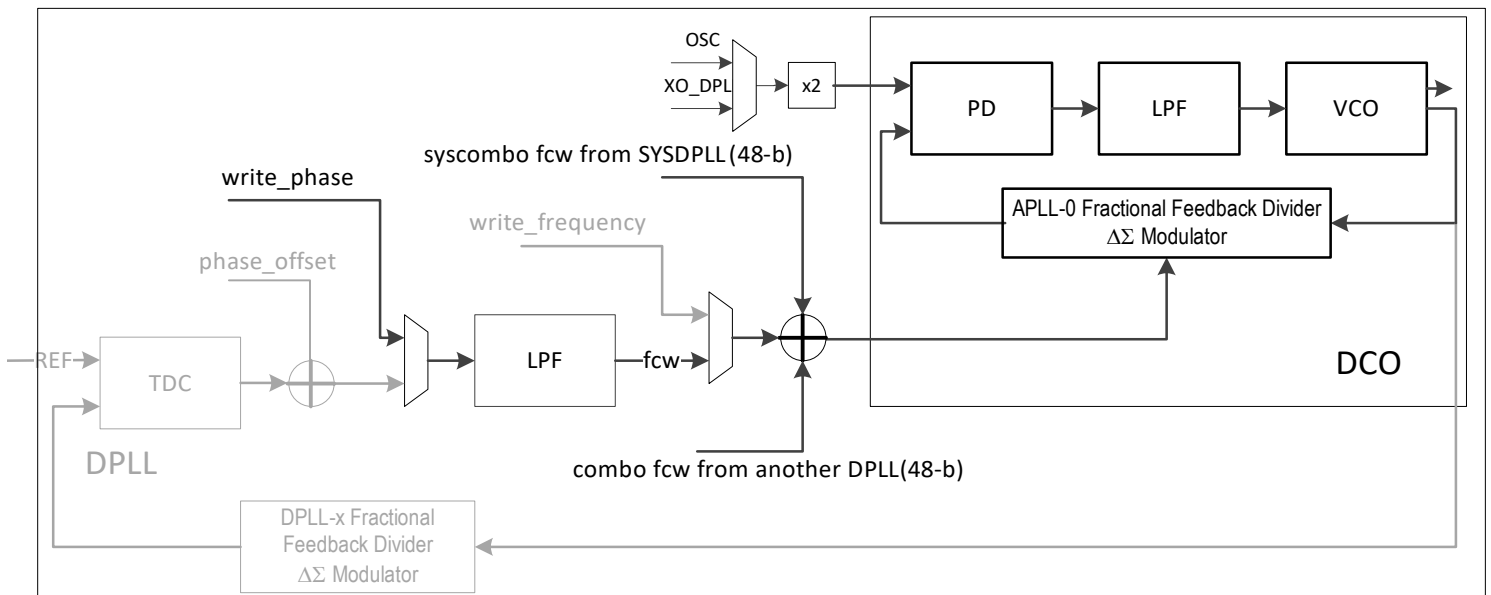 OSC
XO_DPL
x2
PD
LPF
VCO
syscombo fcw from SYSDPLL(48-b)
write_phase
write_frequency
APLL-0 Fractional Feedback Divider
ΔΣ Modulator
phase_offset
REF
TDC
LPF
fcw
DCO
DPLL
combo fcw from another DPLL(48-b)
DPLL-x Fractional
Feedback Divider
ΔΣ Modulator